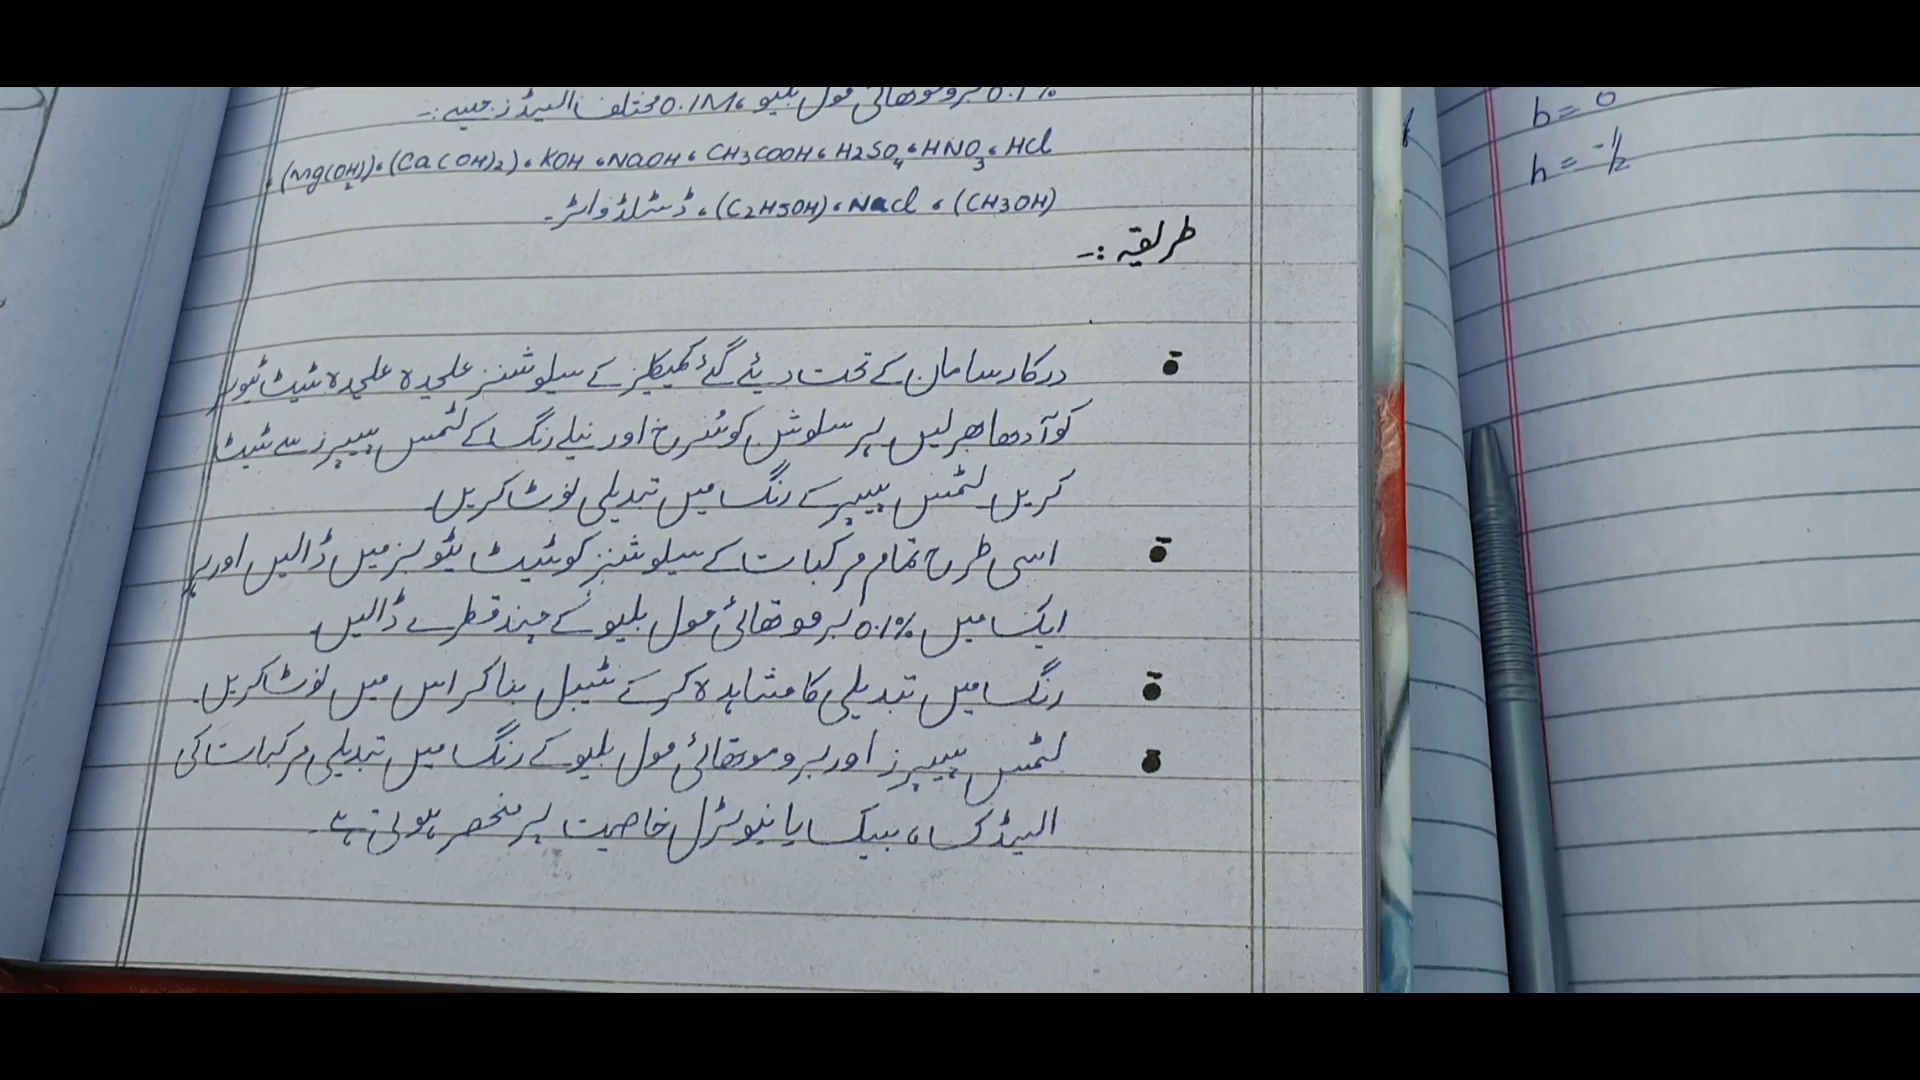 0.1% بروموتھائی مول بلیو، 0.1M مختلف ایسڈز جیسے:-
HCl، HNO3، H2SO4، CH3COOH، NaOH، KOH، (Ca(OH)2)، (Mg(OH)2)،
(CH3OH)، NaCl، (C2H5OH)، ڈسٹلڈ واٹر۔
طریقہ :-
درکار سامان کے تحت دیئے گئے کیمیکلز کے سیلوشنز علیحدہ علیحدہ ٹیسٹ ٹیوبز
کو آدھا بھر لیں ہر سلوشن کو سُرخ اور نیلے رنگ کے لٹمس پیپرز سے ٹیسٹ
کریں۔ لٹمس پیپر کے رنگ میں تبدیلی نوٹ کریں۔
اسی طرح تمام مرکبات کے سیلوشنز کو ٹیسٹ ٹیوبز میں ڈالیں اور ہر
ایک میں 0.1% بروموتھائی مول بلیو کے چند قطرے ڈالیں۔
رنگ میں تبدیلی کا مشاہدہ کر کے ٹیبل بنا کر اس میں نوٹ کریں۔
لٹمس پیپرز اور بروموتھائی مول بلیو کے رنگ میں تبدیلی مرکبات کی
ایسڈک، بیسک یا نیوٹرل خاصیت پر منحصر ہوتی ہے۔
b = 0
h = -1/2